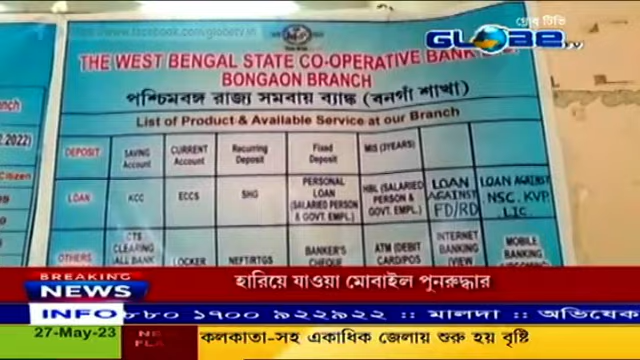 www.facebook.com/globetv.in
গ্লোব টিভি
GLOBE TV
THE WEST BENGAL STATE CO-OPERATIVE BANK
BONGAON BRANCH
পশ্চিমবঙ্গ রাজ্য সমবায় ব্যাঙ্ক (বনগাঁ শাখা)
List of Product & Available Service at our Branch
DEPOSIT SAVING Account CURRENT Account Recurring Deposit Fixed Deposit MIS (3YEARS)
LOAN KCC ECCS SHG PERSONAL LOAN (SALARIED PERSON & GOVT. EMPL.) HBL (SALARIED PERSON & GOVT. EMPL.) LOAN AGAINST FD/RD LOAN AGAINST NSC. KVP. LIC.
OTHERS CTS CLEARING (ALL BANK LOCKER NEFT/RTGS BANKER'S CHEQUE ATM (DEBIT CARD/POS INTERNET BANKING (VIEW MOBILE BANKING
anch
.2022)
Citizen
BREAKING NEWS
হারিয়ে যাওয়া মোবাইল পুনরুদ্ধার
INFO 880 ১৭০০ ৯২২৯২২ মালদা অভিষেক
27-May-23
কলকাতা-সহ একাধিক জেলায় শুরু হয় বৃষ্টি